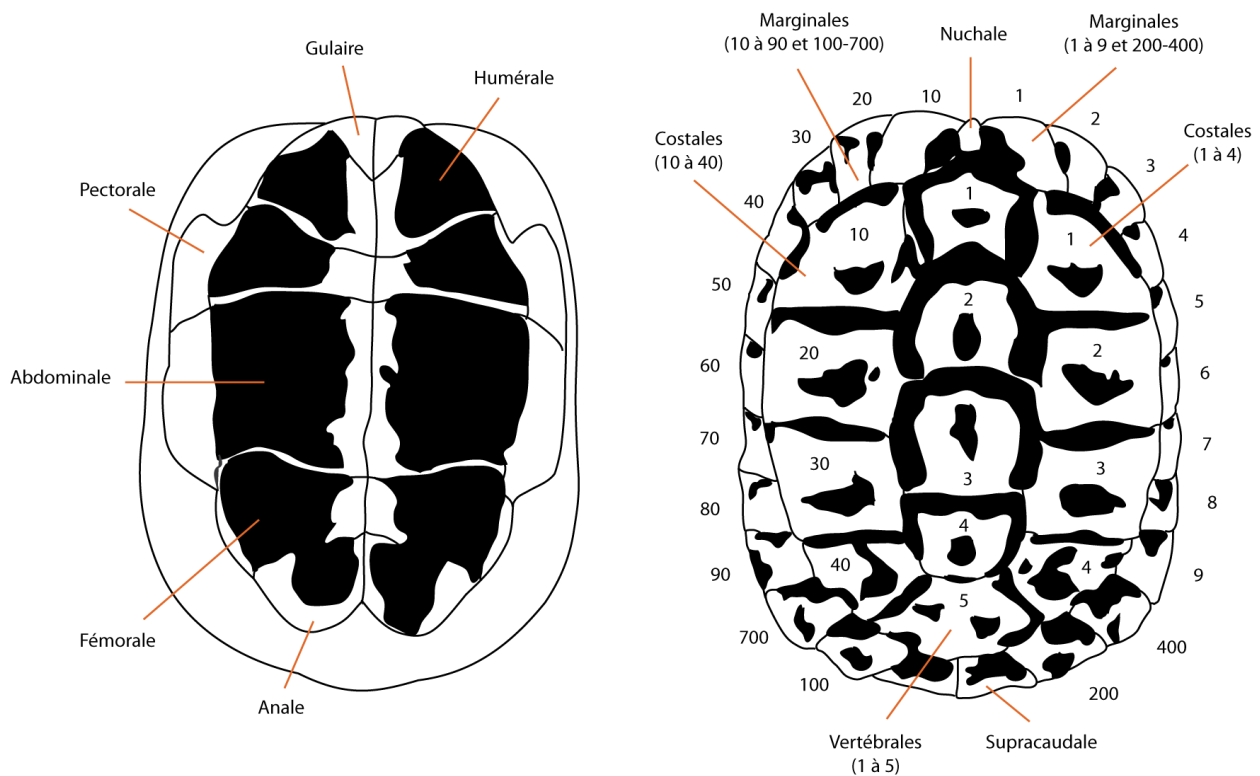 Gulaire
Humérale
Pectorale
Abdominale
Fémorale
Anale
Marginales
(10 à 90 et 100-700)
Nuchale
Marginales
(1 à 9 et 200-400)
Costales
(10 à 40)
Costales
(1 à 4)
20
10
1
2
30
3
40
4
50
5
60
6
70
7
80
8
90
9
700
400
100
200
1
10
1
2
20
2
30
3
3
4
40
4
5
Vertébrales
(1 à 5)
Supracaudale